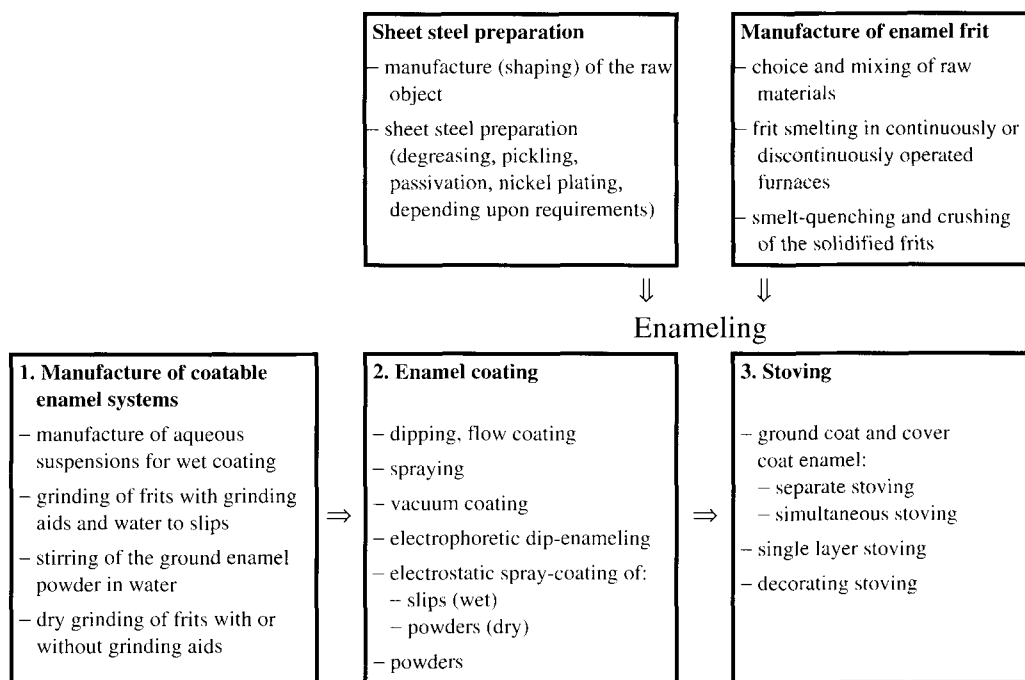 Sheet steel preparation
– manufacture (shaping) of the raw
object
– sheet steel preparation
(degreasing, pickling,
passivation, nickel plating,
depending upon requirements)
Manufacture of enamel frit
– choice and mixing of raw
materials
– frit smelting in continuously or
discontinuously operated
furnaces
– smelt-quenching and crushing
of the solidified frits
⇓ ⇓
Enameling
1. Manufacture of coatable
enamel systems
– manufacture of aqueous
suspensions for wet coating
– grinding of frits with grinding
aids and water to slips
– stirring of the ground enamel
powder in water
– dry grinding of frits with or
without grinding aids
⇒
2. Enamel coating
– dipping, flow coating
– spraying
– vacuum coating
– electrophoretic dip-enameling
– electrostatic spray-coating of:
– slips (wet)
– powders (dry)
– powders
⇒
3. Stoving
– ground coat and cover
coat enamel:
– separate stoving
– simultaneous stoving
– single layer stoving
– decorating stoving